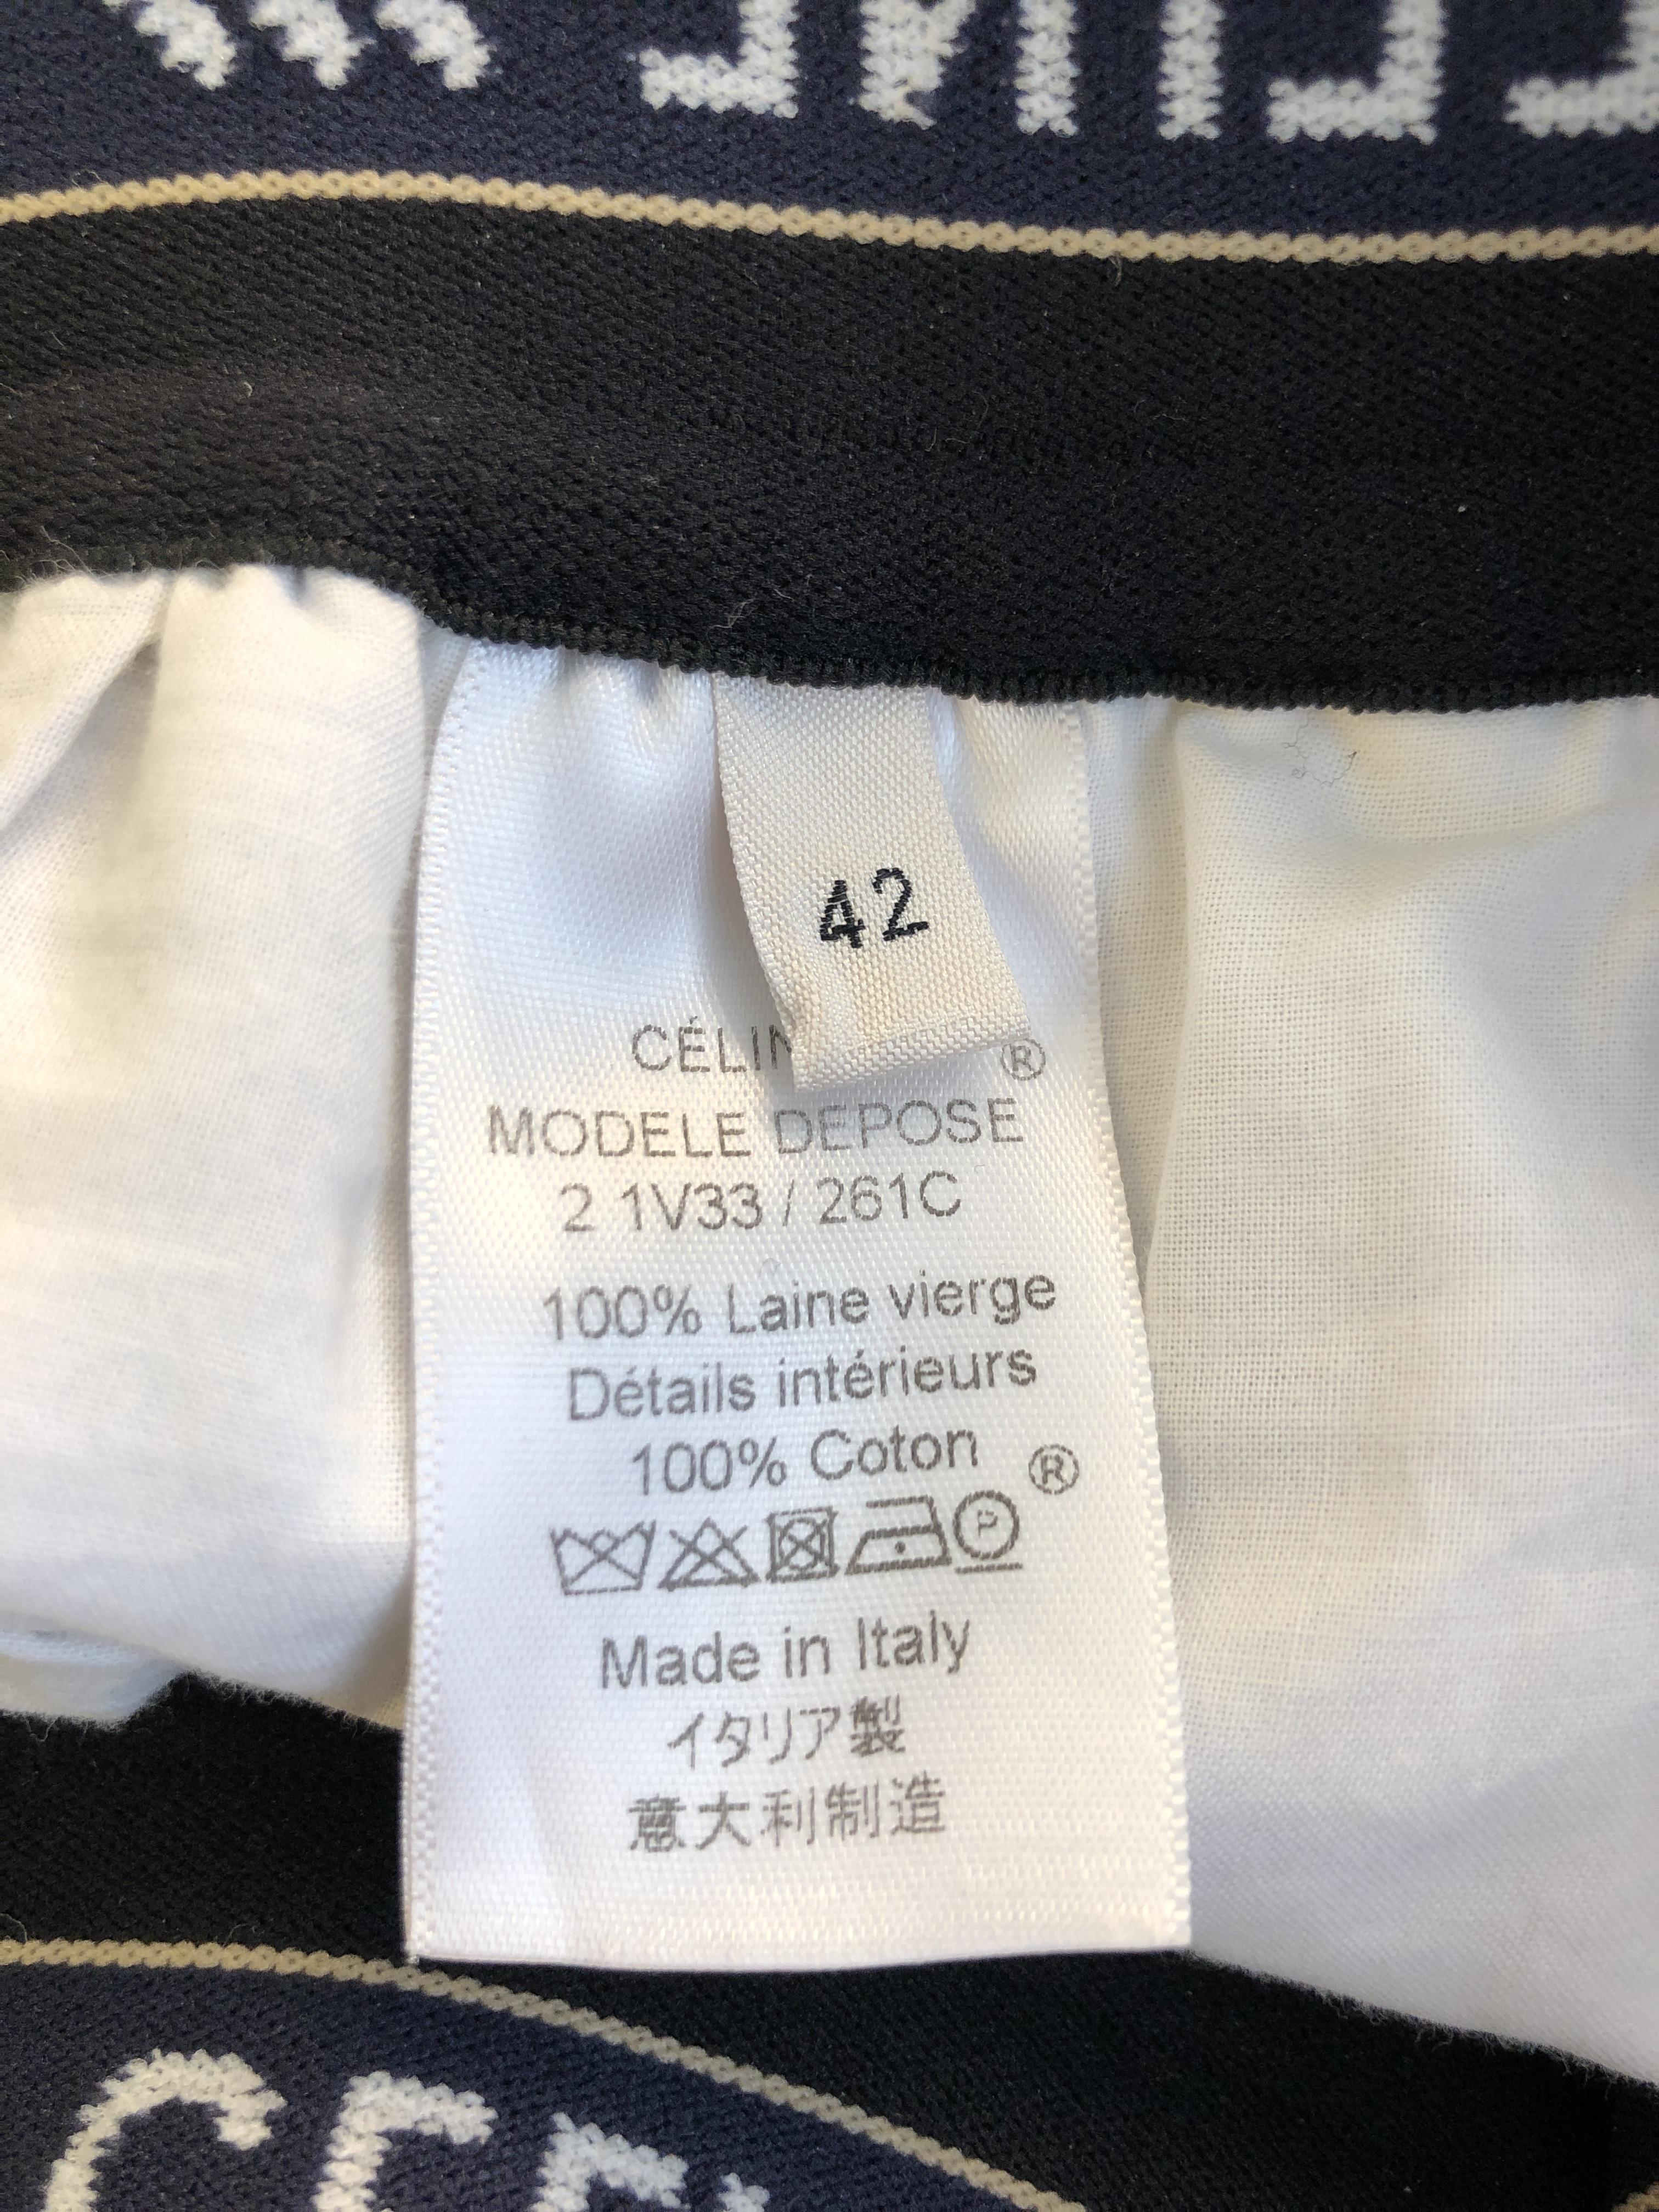 42
CÉLIN ®
MODELE DEPOSE
2 1V33 / 261C
100% Laine vierge
Détails intérieurs
100% Coton ®
P
Made in Italy
イタリア製
意大利制造